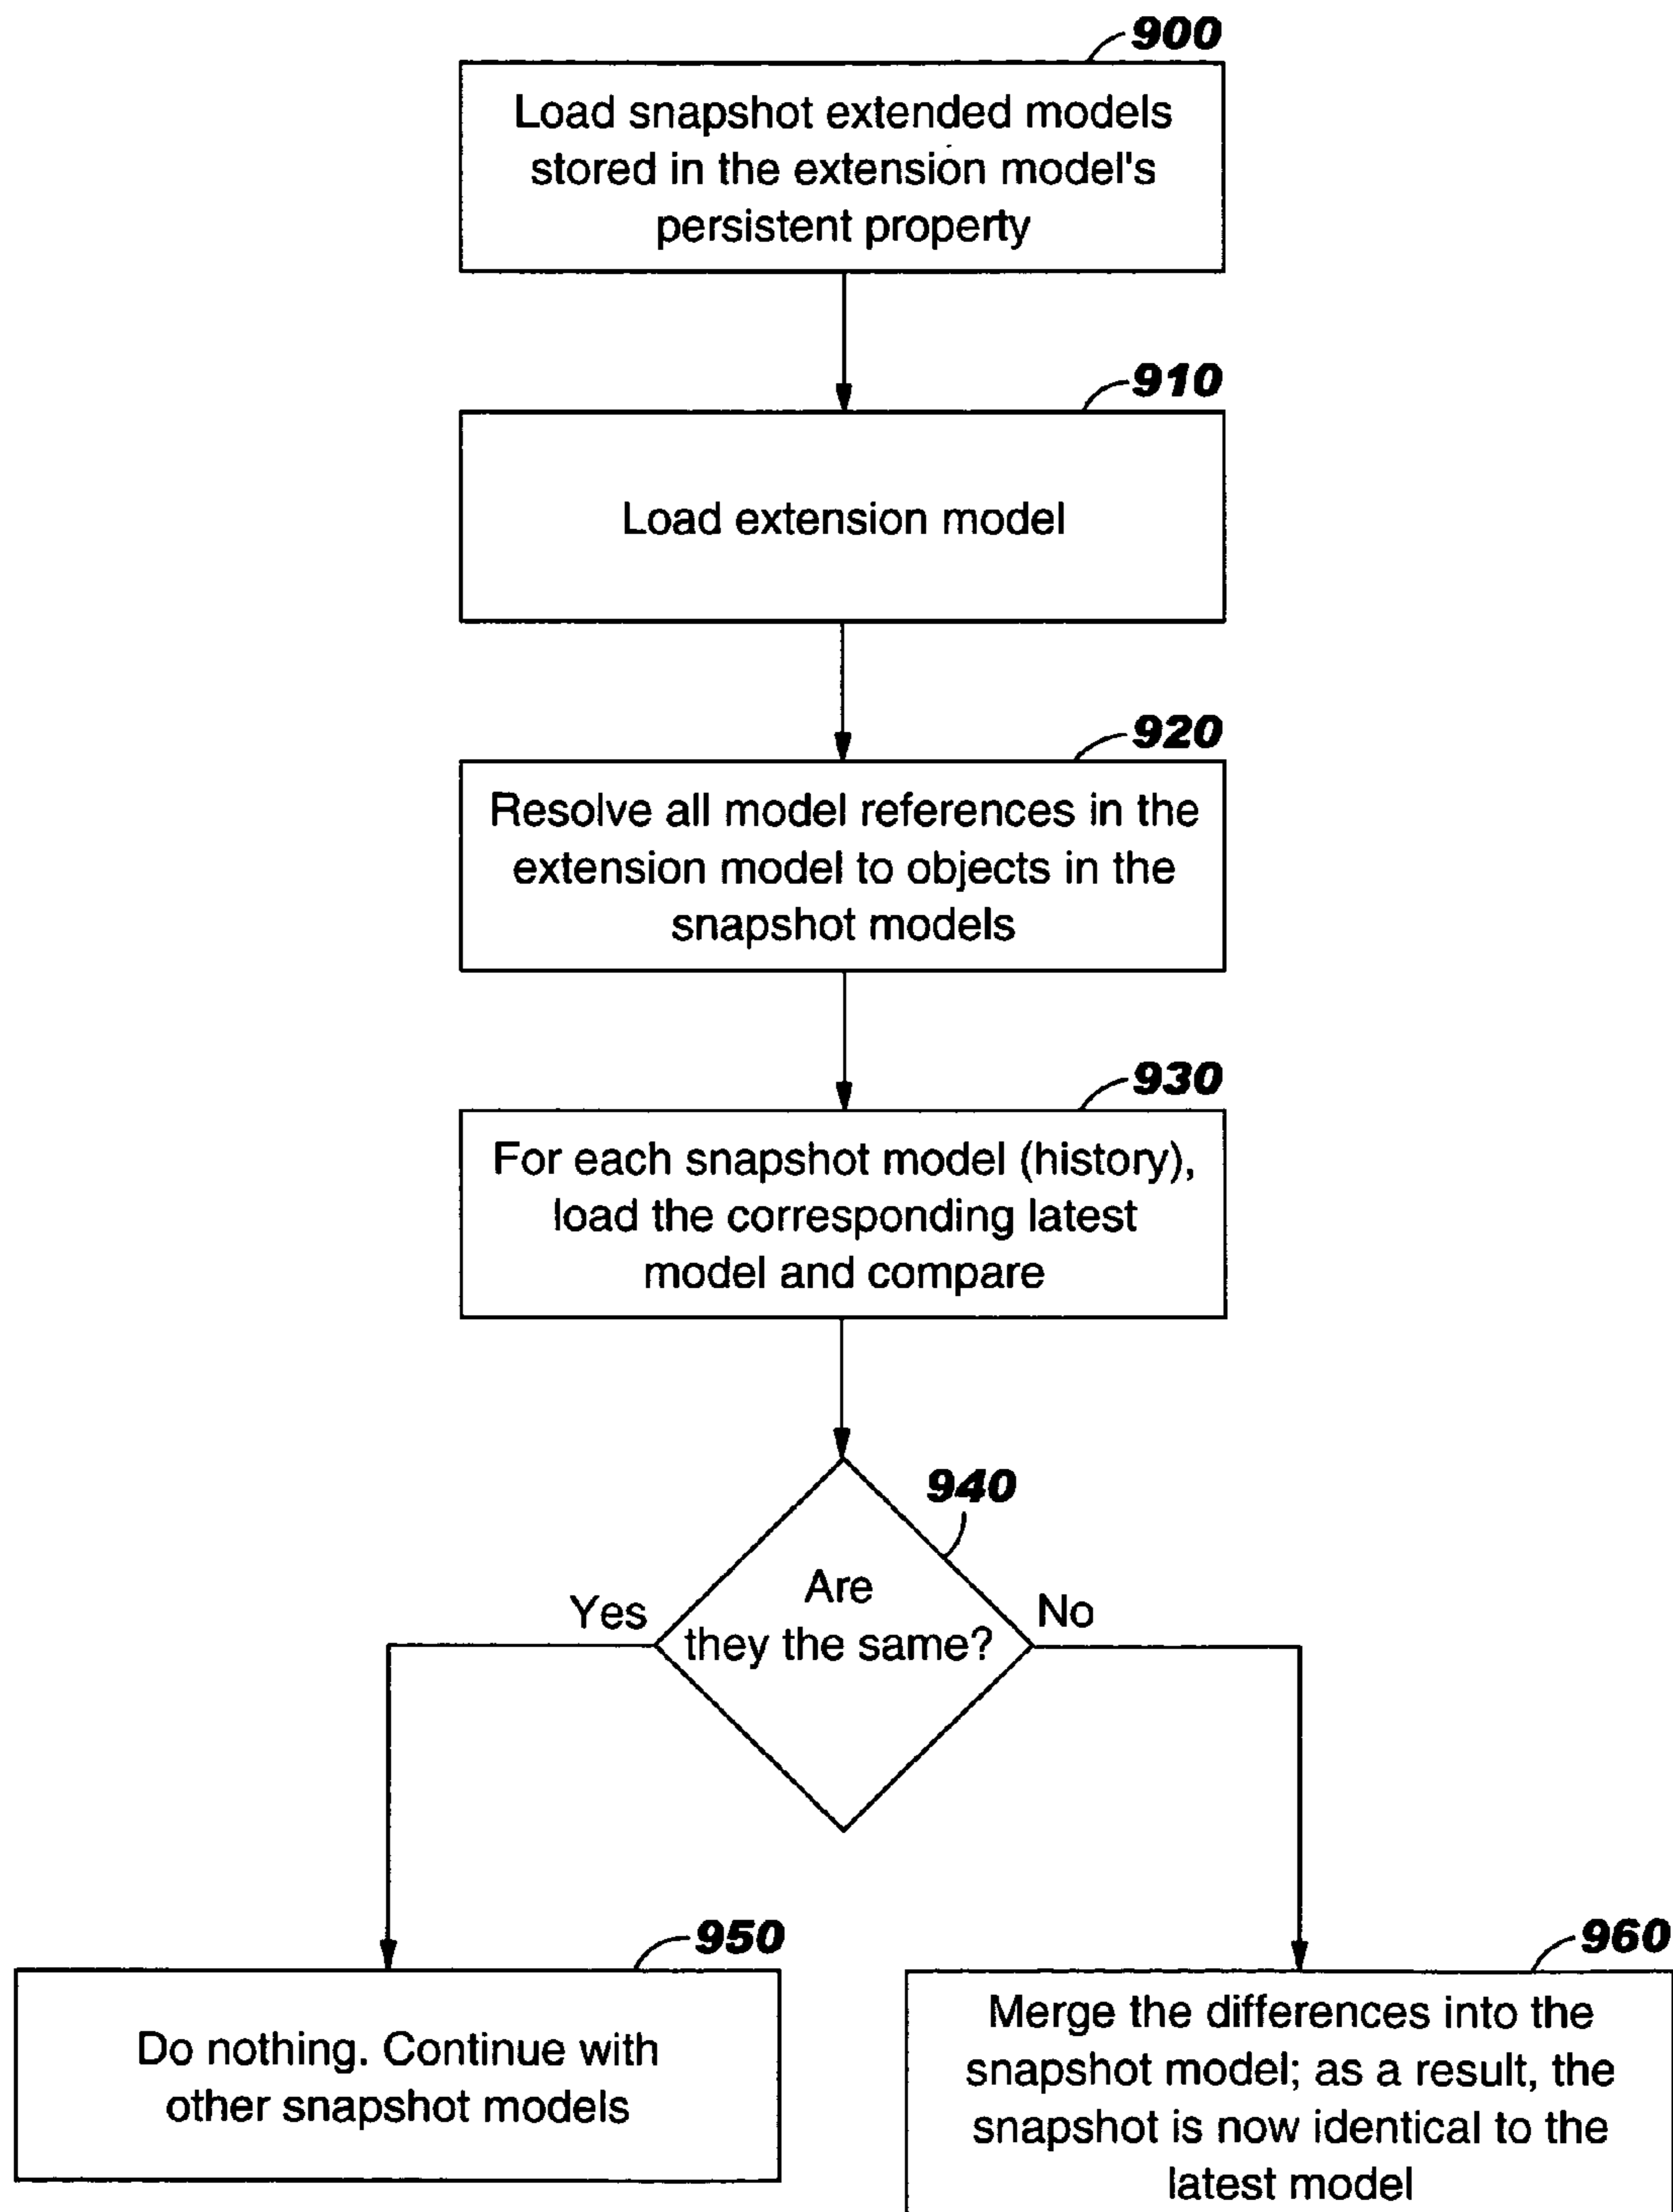 900
Load snapshot extended models
stored in the extension model's
persistent property
910
Load extension model
920
Resolve all model references in the
extension model to objects in the
snapshot models
930
For each snapshot model (history),
load the corresponding latest
model and compare
940
Are
they the same?
Yes
No
950
Do nothing. Continue with
other snapshot models
960
Merge the differences into the
snapshot model; as a result, the
snapshot is now identical to the
latest model